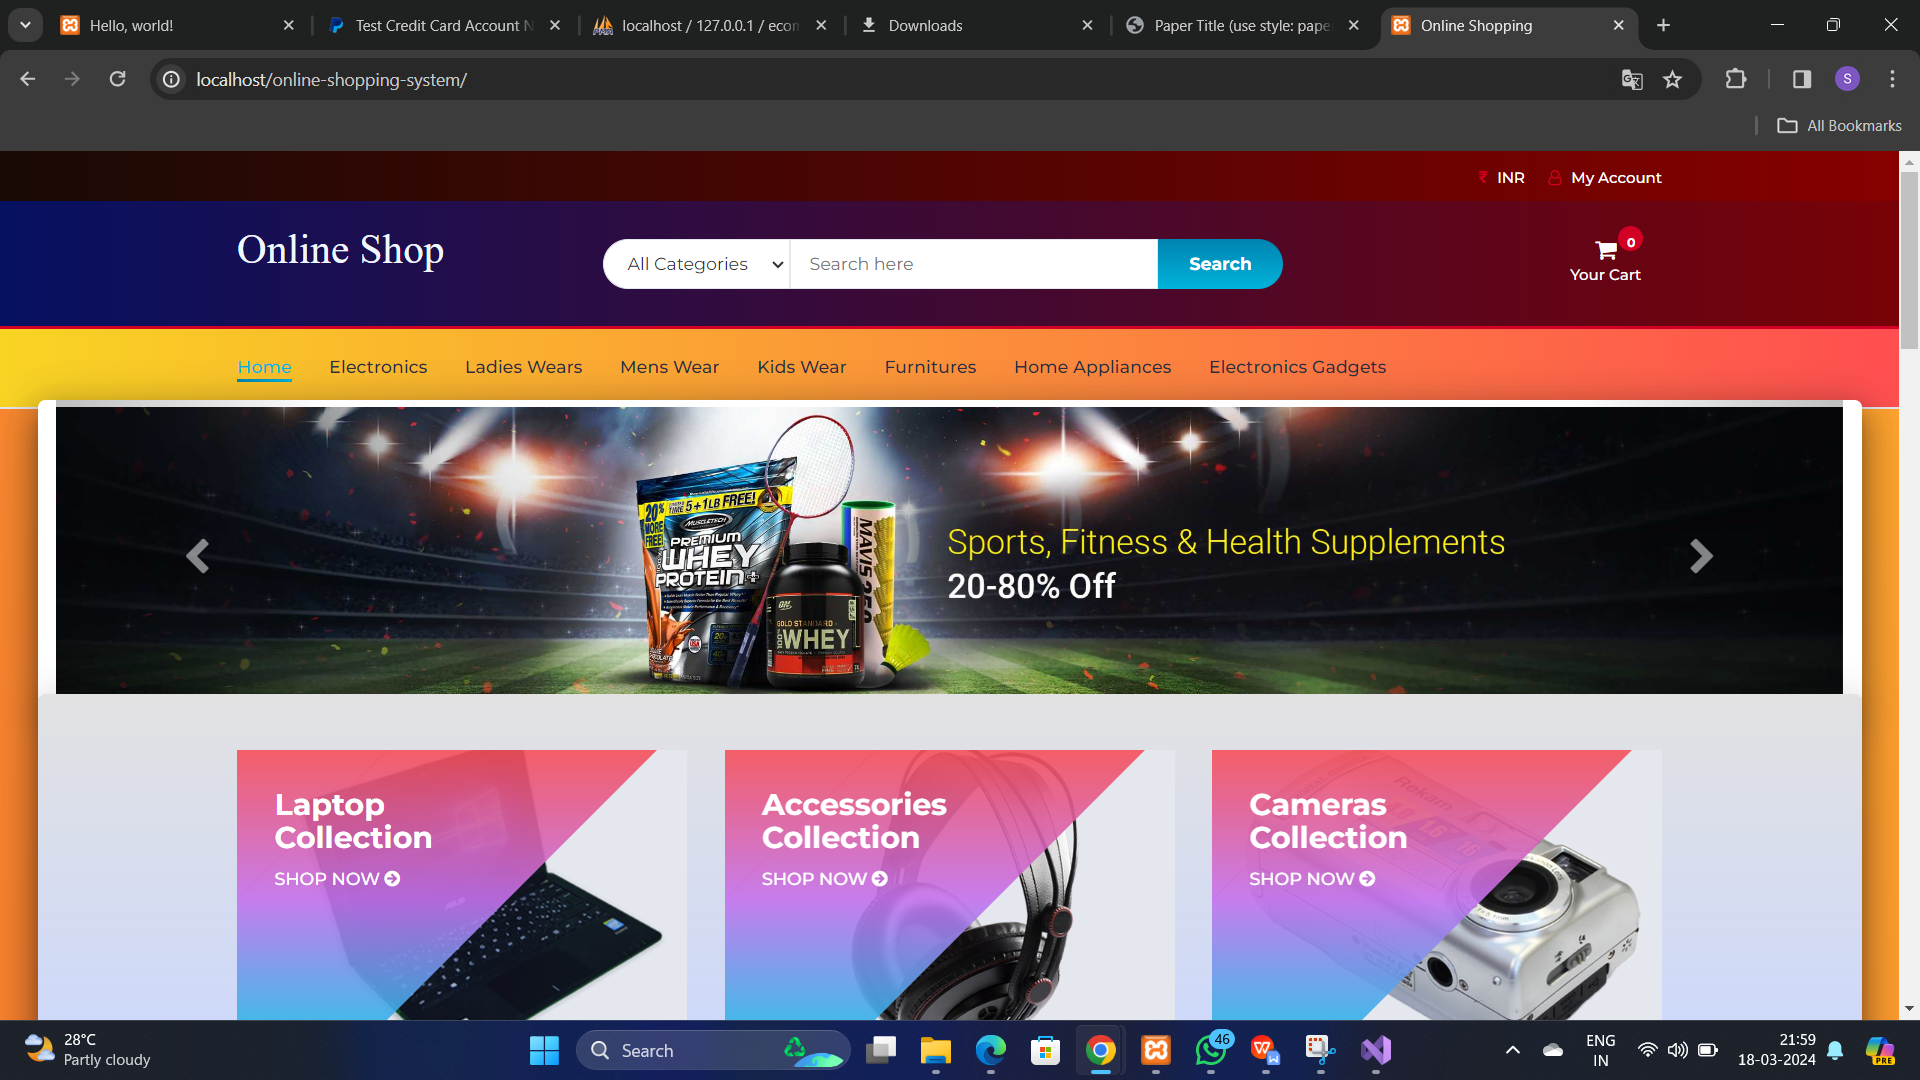 Hello, world!
Test Credit Card Account N
localhost / 127.0.0.1 / econ
Downloads
Paper Title (use style: pape
Online Shopping
localhost/online-shopping-system/
S
All Bookmarks
₹ INR
My Account
Online Shop
All Categories
Search here
Search
0
Your Cart
Home
Electronics
Ladies Wears
Mens Wear
Kids Wear
Furnitures
Home Appliances
Electronics Gadgets
20% MORE FREE!
5+1LB FREE!
MUSCLETECH
PREMIUM
WHEY
PROTEIN+
MAVIS
ON
GOLD STANDARD
WHEY
Sports, Fitness & Health Supplements
20-80% Off
Laptop
Collection
SHOP NOW
Accessories
Collection
SHOP NOW
Cameras
Collection
SHOP NOW
Rekam
ASUS
28°C
Partly cloudy
Search
46
ENG
IN
21:59
18-03-2024
PRE